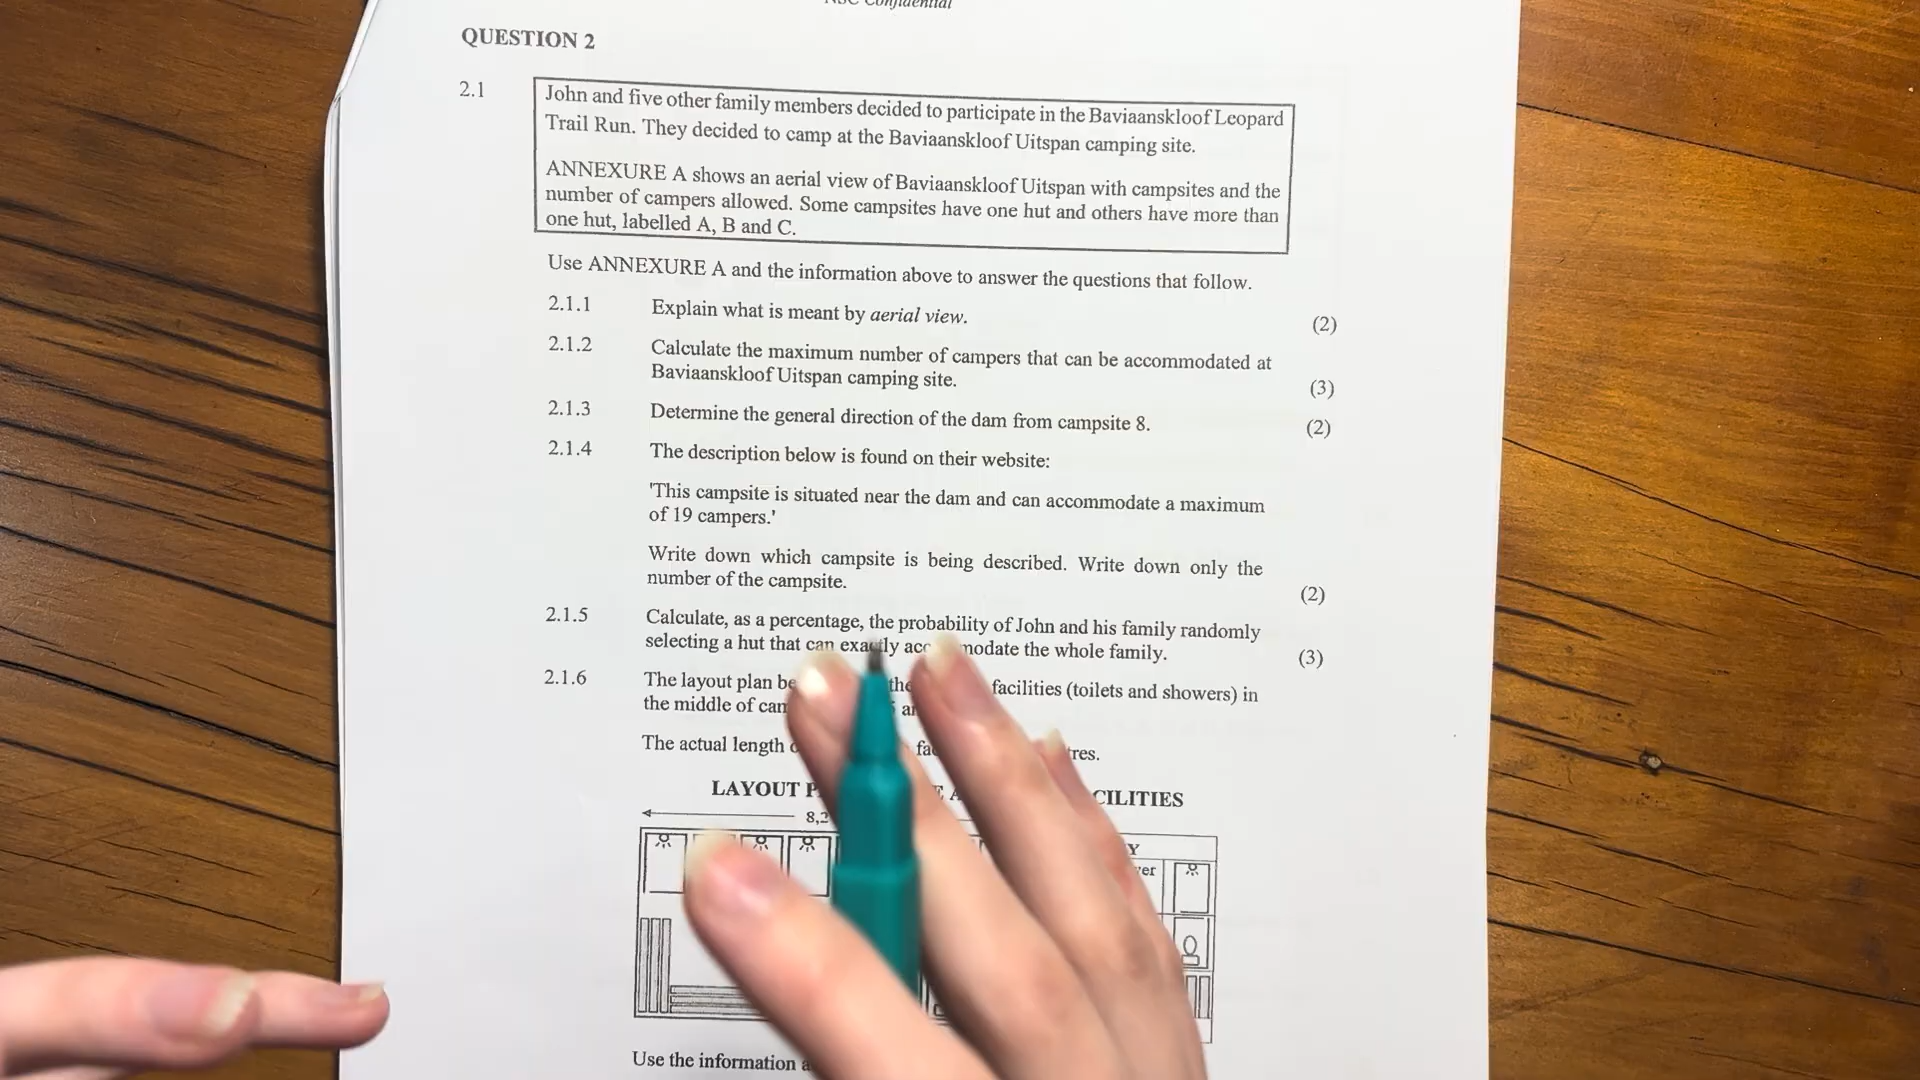 NSC Confidential
QUESTION 2
2.1
John and five other family members decided to participate in the Baviaanskloof Leopard
Trail Run. They decided to camp at the Baviaanskloof Uitspan camping site.
ANNEXURE A shows an aerial view of Baviaanskloof Uitspan with campsites and the
number of campers allowed. Some campsites have one hut and others have more than
one hut, labelled A, B and C.
Use ANNEXURE A and the information above to answer the questions that follow.
2.1.1 Explain what is meant by aerial view. (2)
2.1.2 Calculate the maximum number of campers that can be accommodated at
Baviaanskloof Uitspan camping site. (3)
2.1.3 Determine the general direction of the dam from campsite 8. (2)
2.1.4 The description below is found on their website:
'This campsite is situated near the dam and can accommodate a maximum
of 19 campers.'
Write down which campsite is being described. Write down only the
number of the campsite. (2)
2.1.5 Calculate, as a percentage, the probability of John and his family randomly
selecting a hut that can exactly accommodate the whole family. (3)
2.1.6 The layout plan facilities (toilets and showers) in
the middle of
The actual length
LAYOUT
8,2
Use the information